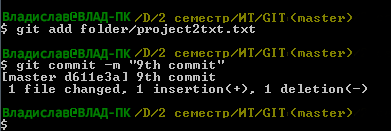 Владислав@ВЛАД-ПК /D/2 семестр/ИТ/GIT (master)
$ git add folder/project2txt.txt
Владислав@ВЛАД-ПК /D/2 семестр/ИТ/GIT (master)
$ git commit -m "9th commit"
[master d611e3a] 9th commit
1 file changed, 1 insertion(+), 1 deletion(-)
Владислав@ВЛАД-ПК /D/2 семестр/ИТ/GIT (master)
$